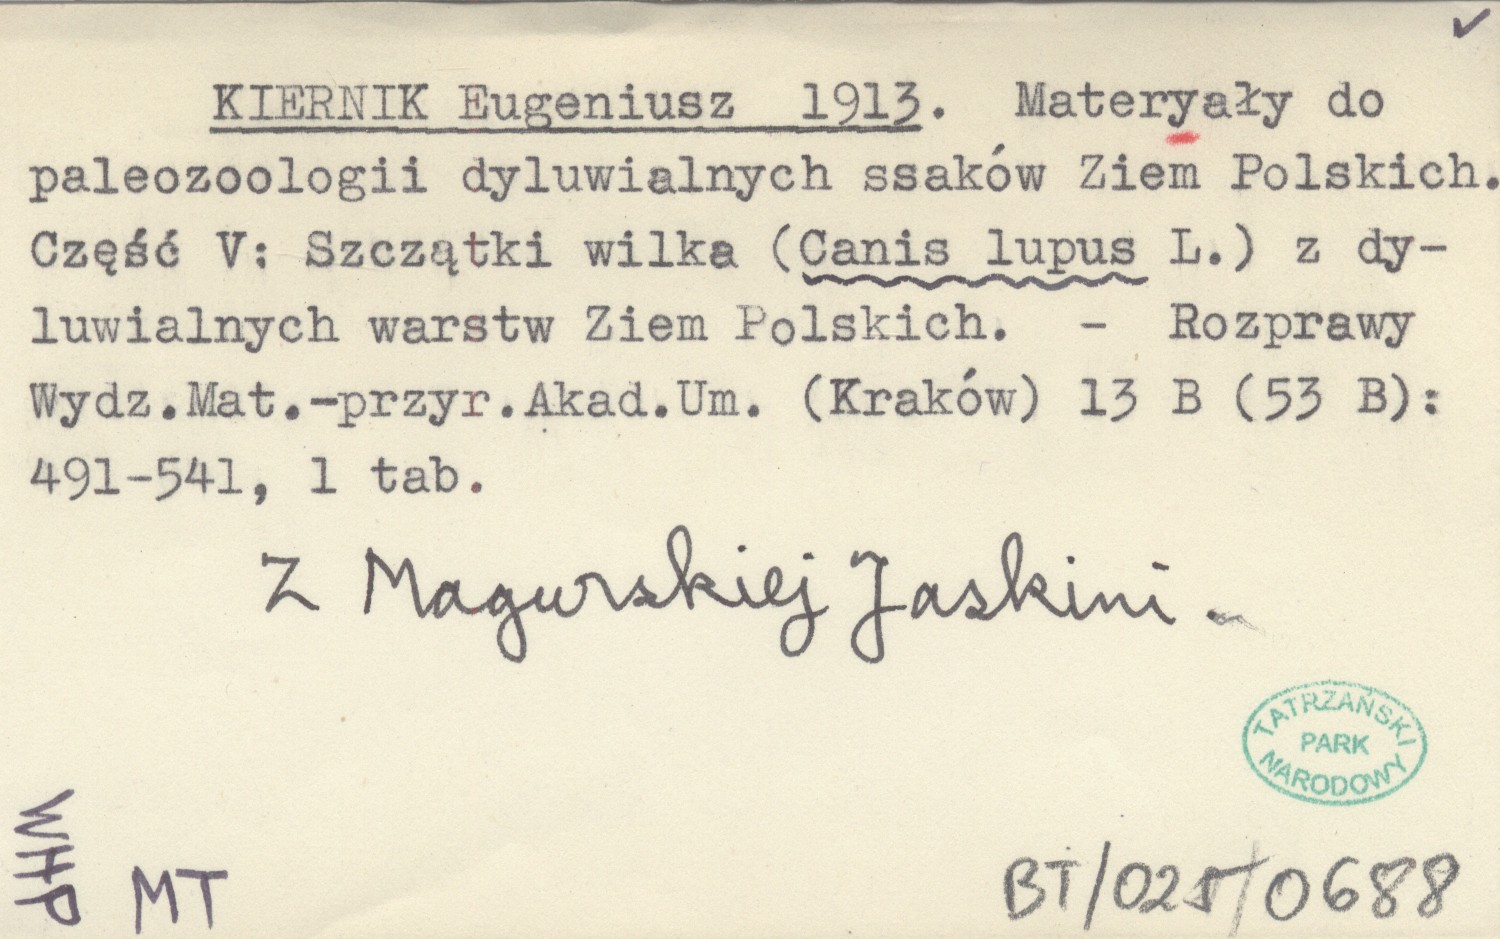 KIERNIK Eugeniusz 1913. Materyały do
paleozoologii dyluwialnych ssaków Ziem Polskich.
Część V: Szczątki wilka (Canis lupus L.) z dy-
luwialnych warstw Ziem Polskich. - Rozprawy
Wydz.Mat.-przyr.Akad.Um. (Kraków) 13 B (53 B):
491-541, 1 tab.
Z Magurskiej Jaskini.
TATRZAŃSKI
PARK
NARODOWY
WHP
MT
BT/025/0688